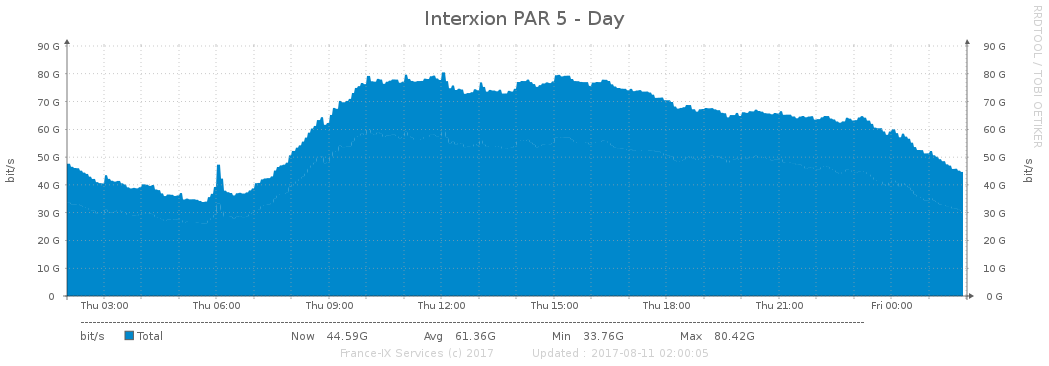 Interxion PAR 5 - Day
RRDTOOL / TOBI OETIKER
90 G 90 G
80 G 80 G
70 G 70 G
60 G 60 G
50 G 50 G
40 G 40 G
30 G 30 G
20 G 20 G
10 G 10 G
0 0 G
bit/s bit/s
Thu 03:00 Thu 06:00 Thu 09:00 Thu 12:00 Thu 15:00 Thu 18:00 Thu 21:00 Fri 00:00
bit/s Total Now 44.59G Avg 61.36G Min 33.76G Max 80.42G
France-IX Services (c) 2017 Updated : 2017-08-11 02:00:05